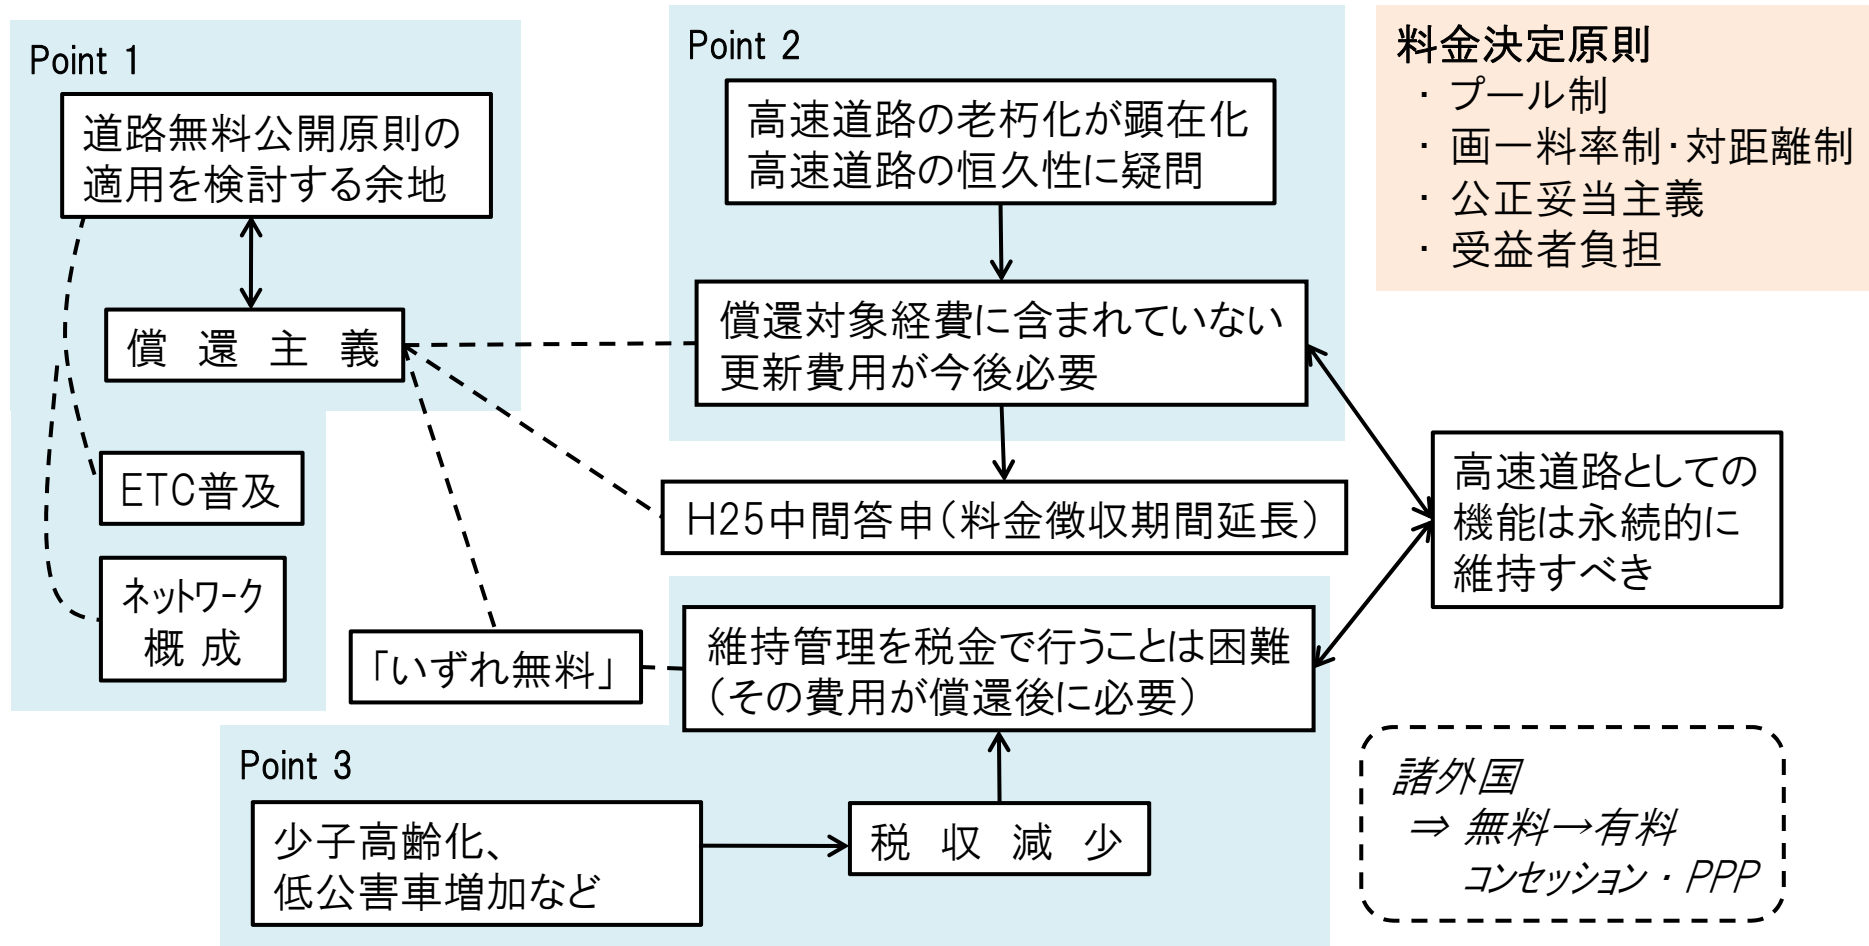 Point 1
道路無料公開原則の
適用を検討する余地
償 還 主 義
ETC普及
ネットワーク
概 成
Point 2
高速道路の老朽化が顕在化
高速道路の恒久性に疑問
償還対象経費に含まれていない
更新費用が今後必要
H25中間答申(料金徴収期間延長)
「いずれ無料」
維持管理を税金で行うことは困難
(その費用が償還後に必要)
Point 3
少子高齢化、
低公害車増加など
税 収 減 少
料金決定原則
・ プール制
・ 画一料率制・対距離制
・ 公正妥当主義
・ 受益者負担
高速道路としての
機能は永続的に
維持すべき
諸外国
⇒ 無料→有料
コンセッション・PPP